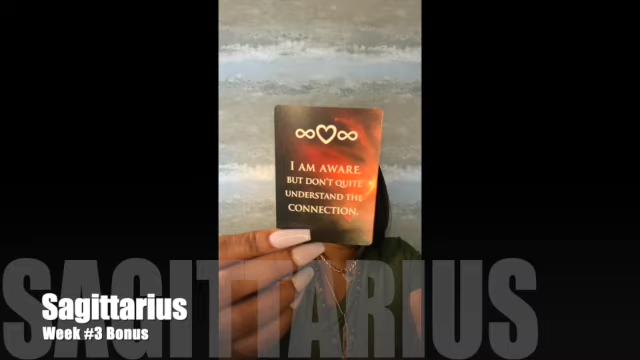 I AM AWARE,
BUT DON'T QUITE
UNDERSTAND THE
CONNECTION.
SAGITTARIUS
Sagittarius
Week #3 Bonus